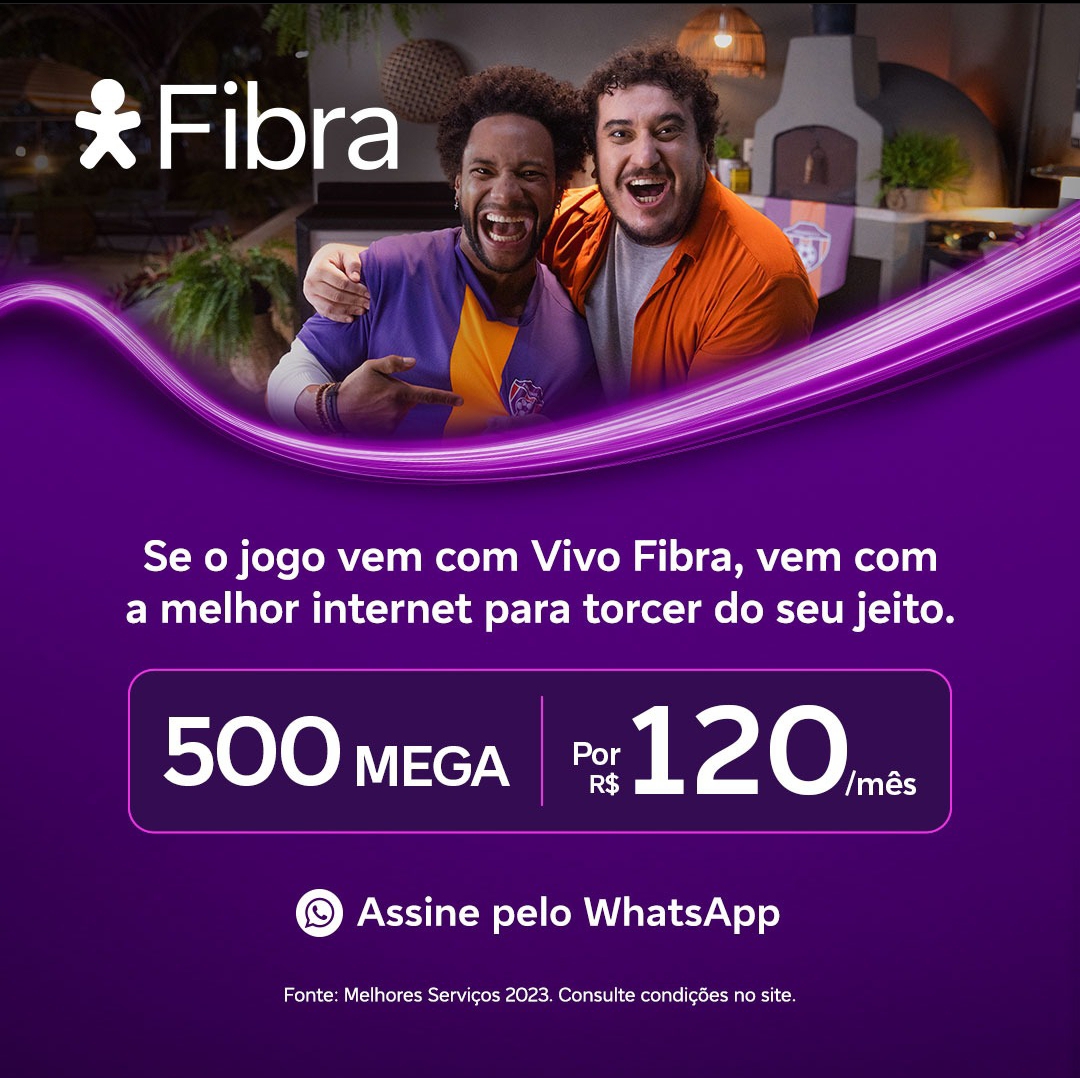 Fibra
Se o jogo vem com Vivo Fibra, vem com
a melhor internet para torcer do seu jeito.
500 MEGA
Por R$ 120/mês
Assine pelo WhatsApp
Fonte: Melhores Serviços 2023. Consulte condições no site.